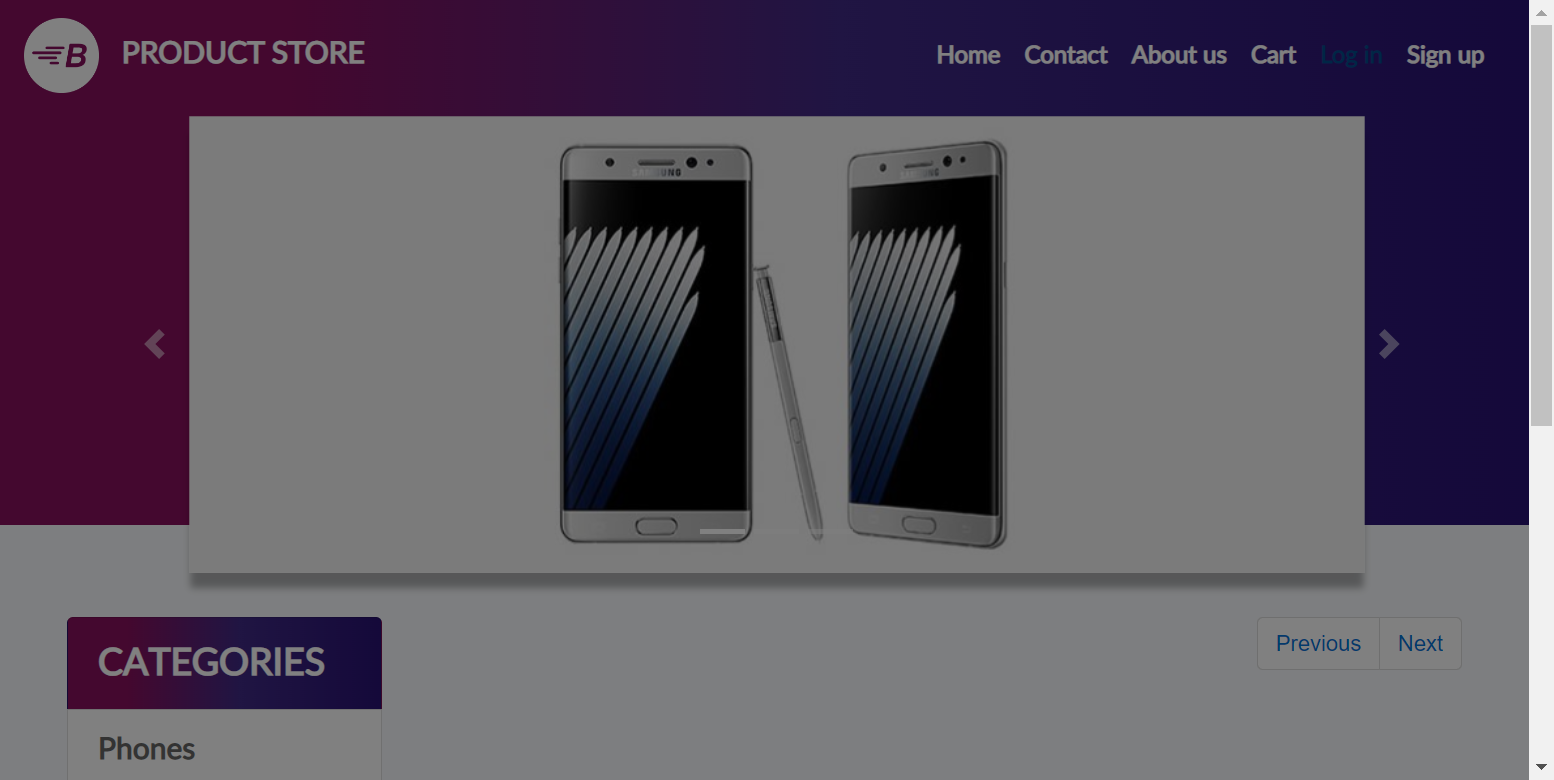 B PRODUCT STORE
Home Contact About us Cart Log in Sign up
SAMSUNG SAMSUNG
CATEGORIES
Previous Next
Phones